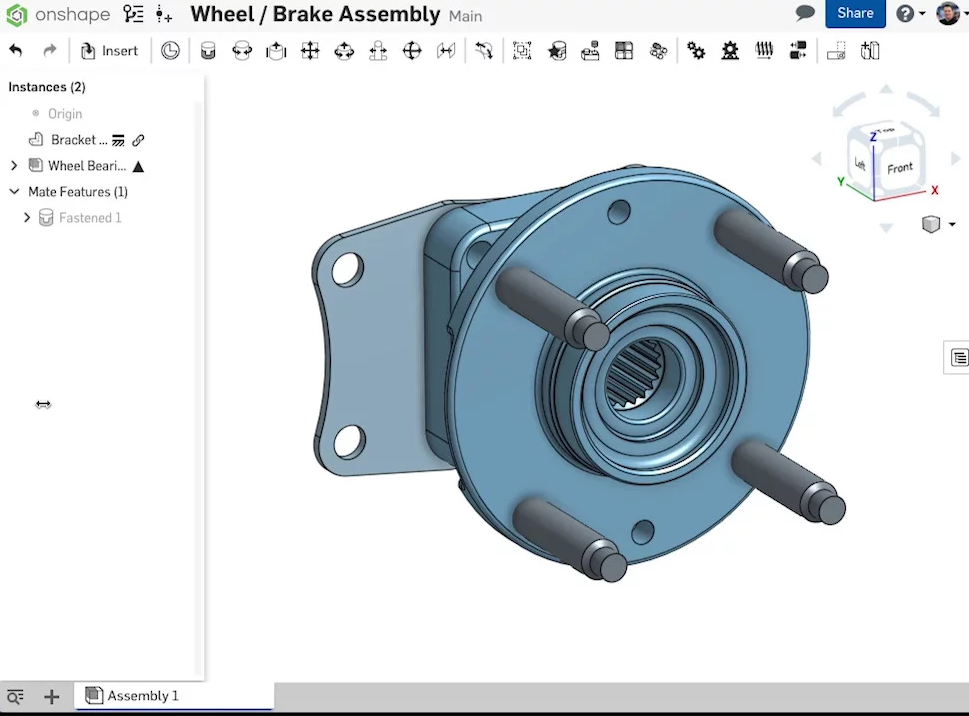 onshape Wheel / Brake Assembly Main Share
Insert
Instances (2)
Origin
Bracket ...
Wheel Beari...
Mate Features (1)
Fastened 1
Top
Z
Left
Front
Y
X
Assembly 1